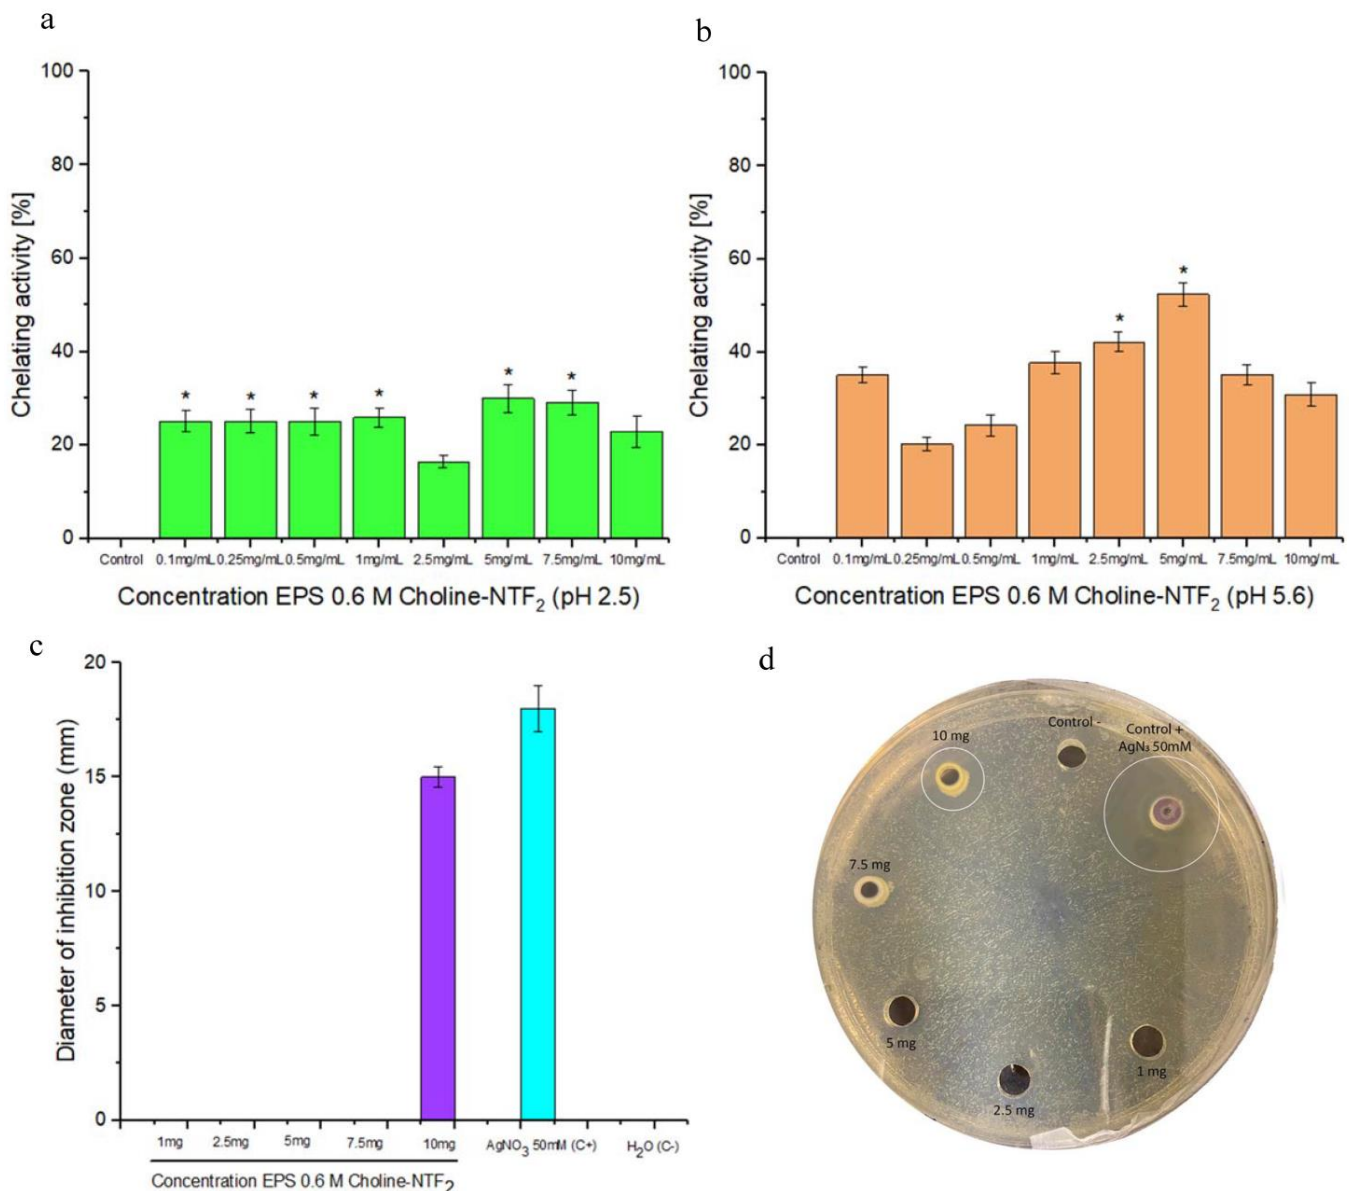 a
100
80
60
40
20
0
Chelating activity [%]
* * * * * *
Control 0.1mg/mL 0.25mg/mL 0.5mg/mL 1mg/mL 2.5mg/mL 5mg/mL 7.5mg/mL 10mg/mL
Concentration EPS 0.6 M Choline-NTF2 (pH 2.5)
b
100
80
60
40
20
0
Chelating activity [%]
* *
Control 0.1mg/mL 0.25mg/mL 0.5mg/mL 1mg/mL 2.5mg/mL 5mg/mL 7.5mg/mL 10mg/mL
Concentration EPS 0.6 M Choline-NTF2 (pH 5.6)
c
20
15
10
5
0
Diameter of inhibition zone (mm)
1mg 2.5mg 5mg 7.5mg 10mg AgNO3 50mM (C+) H2O (C-)
Concentration EPS 0.6 M Choline-NTF2
d
Control -
Control +
AgN₃ 50mM
10 mg
7.5 mg
5 mg
2.5 mg
1 mg